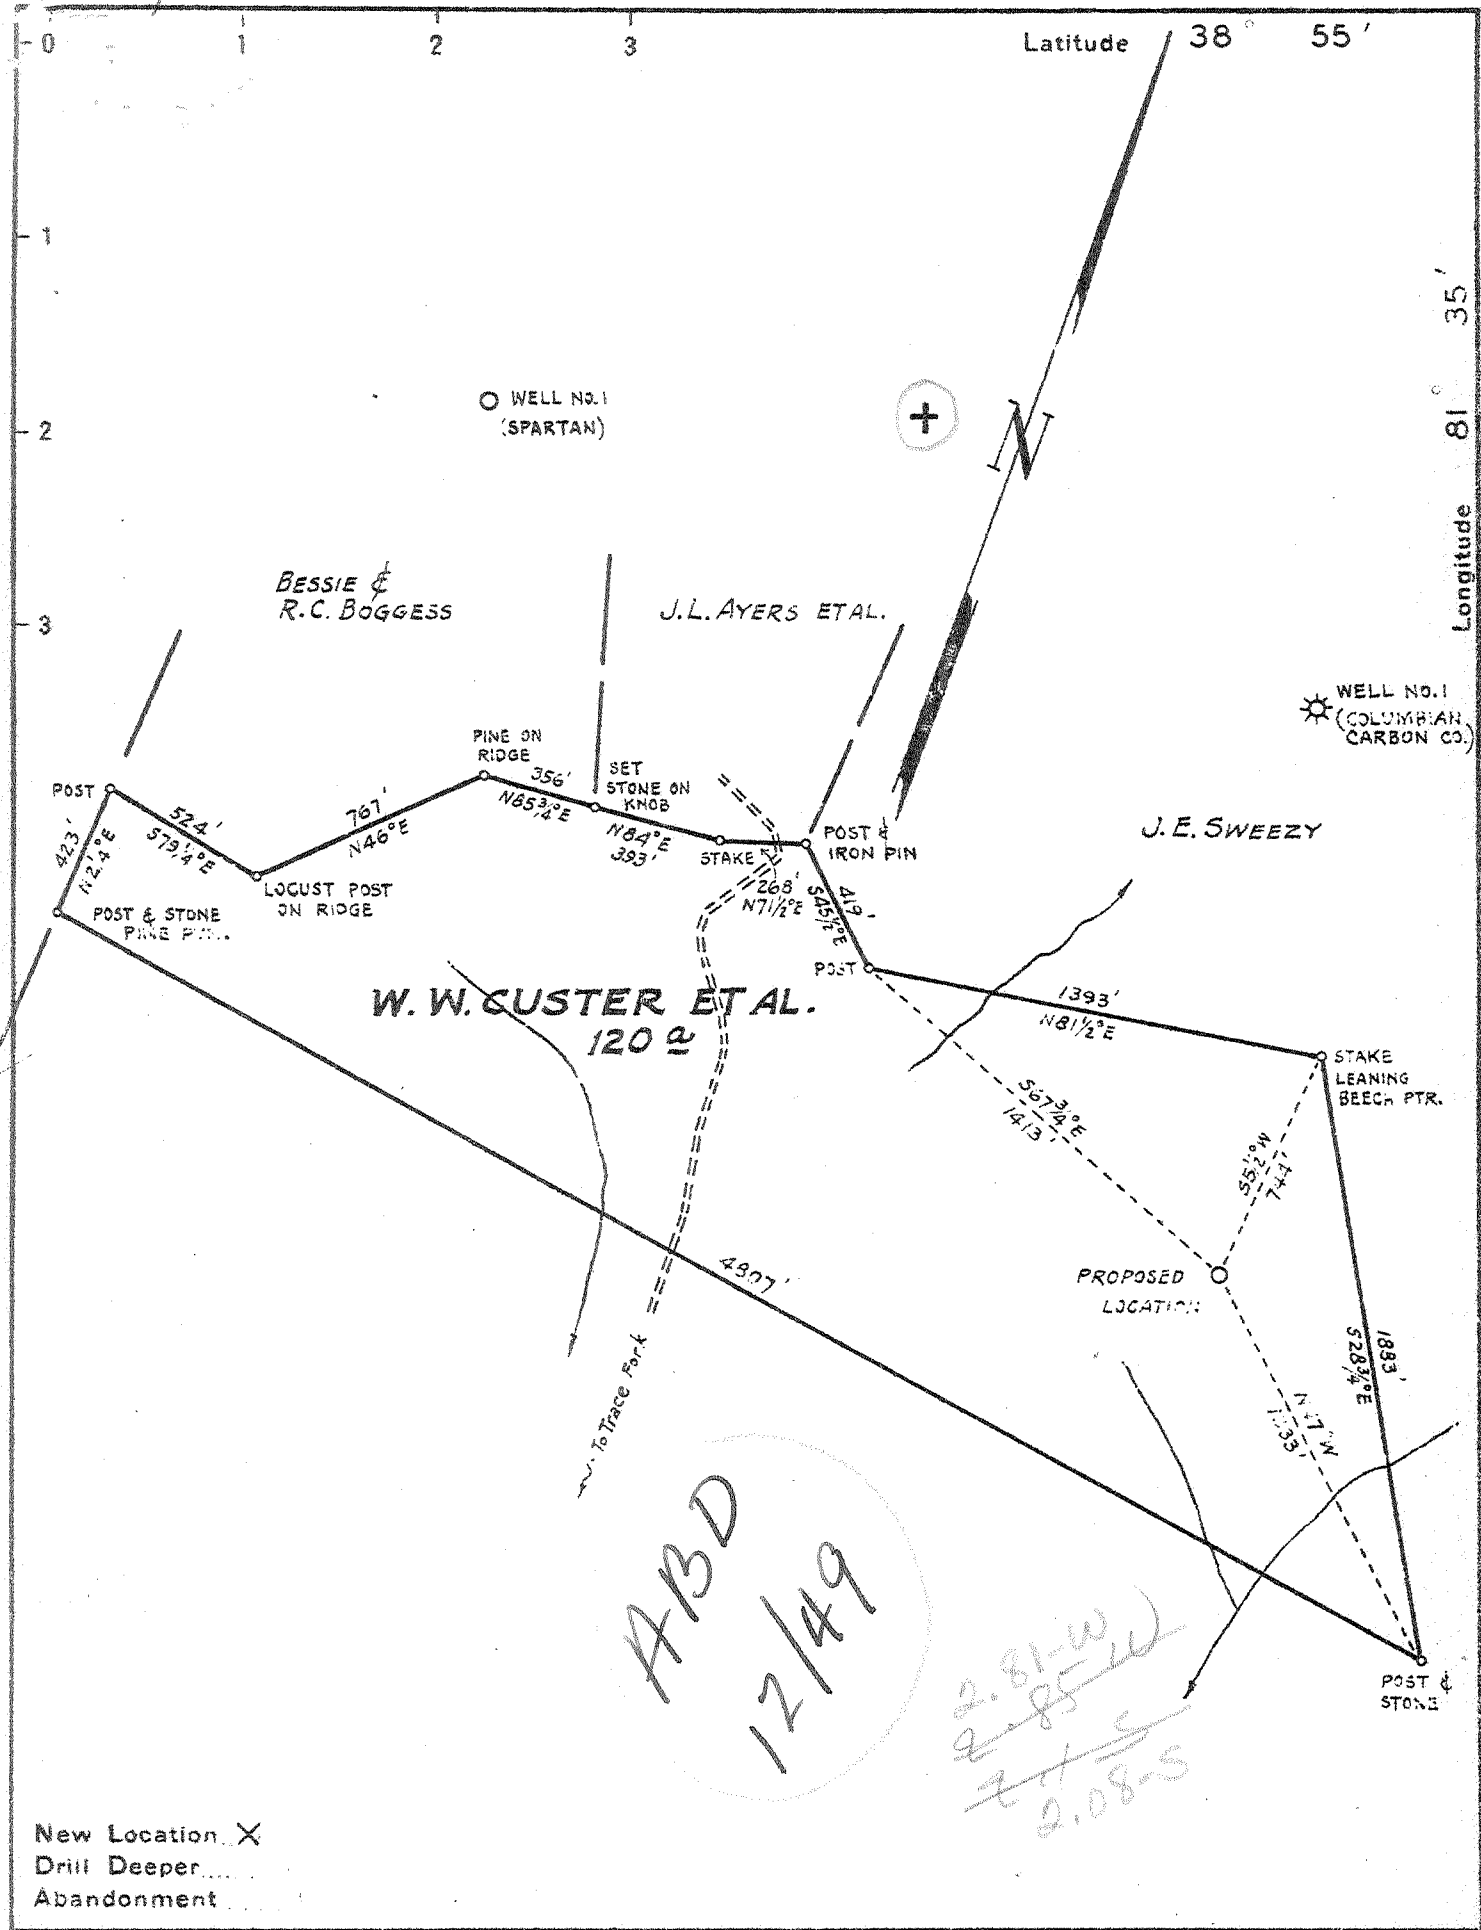 0 1 2 3 Latitude 38° 55'
1
Longitude 81° 35'
WELL NO.1
(SPARTAN)
+
2
N
BESSIE &
R.C. BOGGESS
J.L. AYERS ET AL.
3
WELL NO.1
(COLUMBIAN
CARBON CO.)
PINE ON
RIDGE
356'
N85¾°E
SET
STONE ON
KNOB
POST
524'
S79¼°E
767'
N46°E
N84°E
393'
STAKE
POST &
IRON PIN
J. E. SWEEZY
423'
N2¼°E
LOCUST POST
ON RIDGE
268'
N71½°E
419'
S45½°E
POST & STONE
PINE
POST
1393'
N81½°E
W. W. CUSTER ET AL.
120 a
STAKE
LEANING
BEECH PTR.
S67¾°E
1413'
S5½°W
744'
4807'
PROPOSED
LOCATION
1883'
S28¾°E
To Trace Fork
W
ABD
12/49
2.81-W
2.85 W
2.08-S
POST &
STONE
New Location X
Drill Deeper
Abandonment